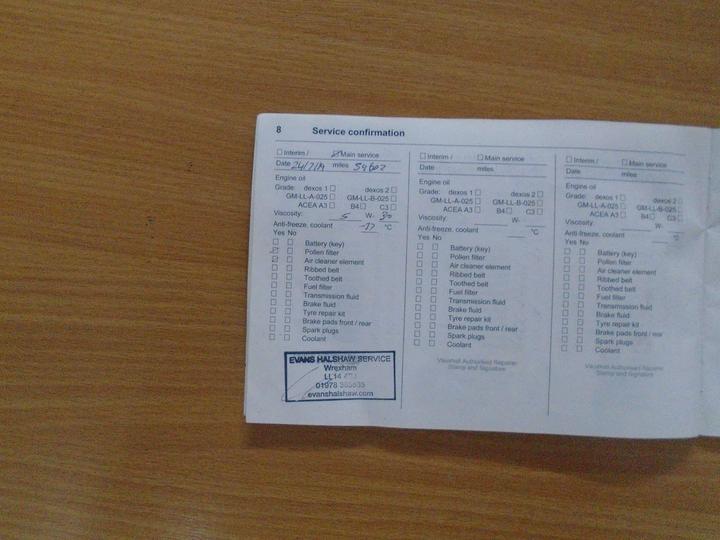 8 Service confirmation
Interim / Main service
Date 24/7/19 miles
Engine oil
Grade: dexos 1 dexos 2
GM-LL-A-025 GM-LL-B-025
ACEA A3 B4 C3
Viscosity: 5 W- 30
Anti-freeze, coolant °C
Yes No
Battery (key)
Pollen filter
Air cleaner element
Ribbed belt
Toothed belt
Fuel filter
Transmission fluid
Brake fluid
Tyre repair kit
Brake pads front / rear
Spark plugs
Coolant
EVANS HALSHAW SERVICE
Wrexham
LL14
01978
evanshalshaw.com
Interim / Main service
Date miles
Engine oil
Grade: dexos 1 dexos 2
GM-LL-A-025 GM-LL-B-025
ACEA A3 B4 C3
Viscosity: W-
Anti-freeze, coolant °C
Yes No
Battery (key)
Pollen filter
Air cleaner element
Ribbed belt
Toothed belt
Fuel filter
Transmission fluid
Brake fluid
Tyre repair kit
Brake pads front / rear
Spark plugs
Coolant
Vauxhall Authorised Repairer
Stamp and Signature
Interim / Main service
Date miles
Engine oil
Grade: dexos 1 dexos 2
GM-LL-A-025 GM-LL-B-025
ACEA A3 B4 C3
Viscosity: W-
Anti-freeze, coolant °C
Yes No
Battery (key)
Pollen filter
Air cleaner element
Ribbed belt
Toothed belt
Fuel filter
Transmission fluid
Brake fluid
Tyre repair kit
Brake pads front / rear
Spark plugs
Coolant
Vauxhall Authorised Repairer
Stamp and Signature